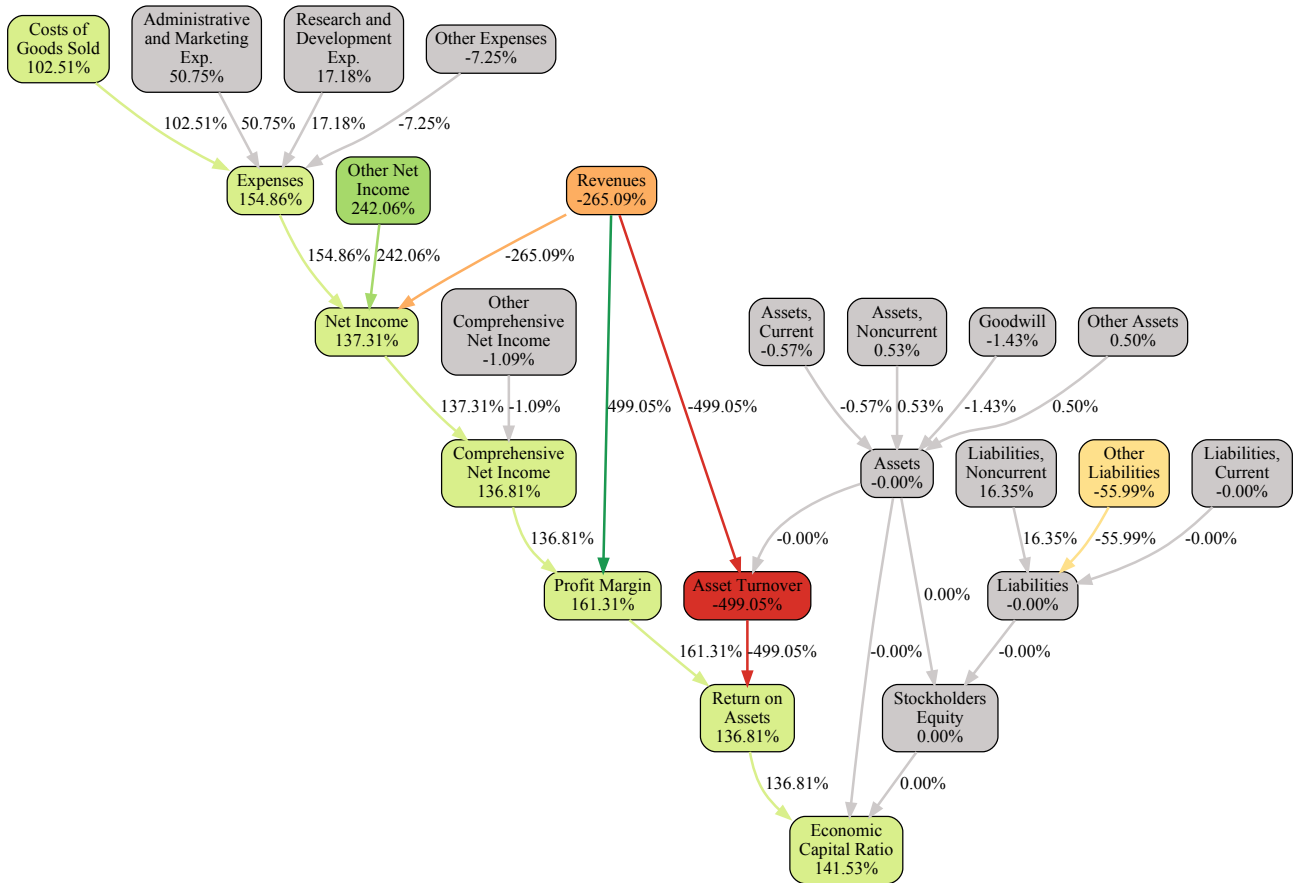 Costs of
Goods Sold
102.51%
Administrative
and Marketing
Exp.
50.75%
Research and
Development
Exp.
17.18%
Other Expenses
-7.25%
102.51%
50.75%
17.18%
-7.25%
Expenses
154.86%
Other Net
Income
242.06%
Revenues
-265.09%
154.86%
242.06%
-265.09%
Net Income
137.31%
Other
Comprehensive
Net Income
-1.09%
Assets,
Current
-0.57%
Assets,
Noncurrent
0.53%
Goodwill
-1.43%
Other Assets
0.50%
137.31%
-1.09%
499.05%
-499.05%
-0.57%
0.53%
-1.43%
0.50%
Comprehensive
Net Income
136.81%
Assets
-0.00%
Liabilities,
Noncurrent
16.35%
Other
Liabilities
-55.99%
Liabilities,
Current
-0.00%
136.81%
-0.00%
16.35%
-55.99%
-0.00%
Profit Margin
161.31%
Asset Turnover
-499.05%
0.00%
Liabilities
-0.00%
161.31%
-499.05%
-0.00%
-0.00%
Return on
Assets
136.81%
Stockholders
Equity
0.00%
136.81%
0.00%
Economic
Capital Ratio
141.53%